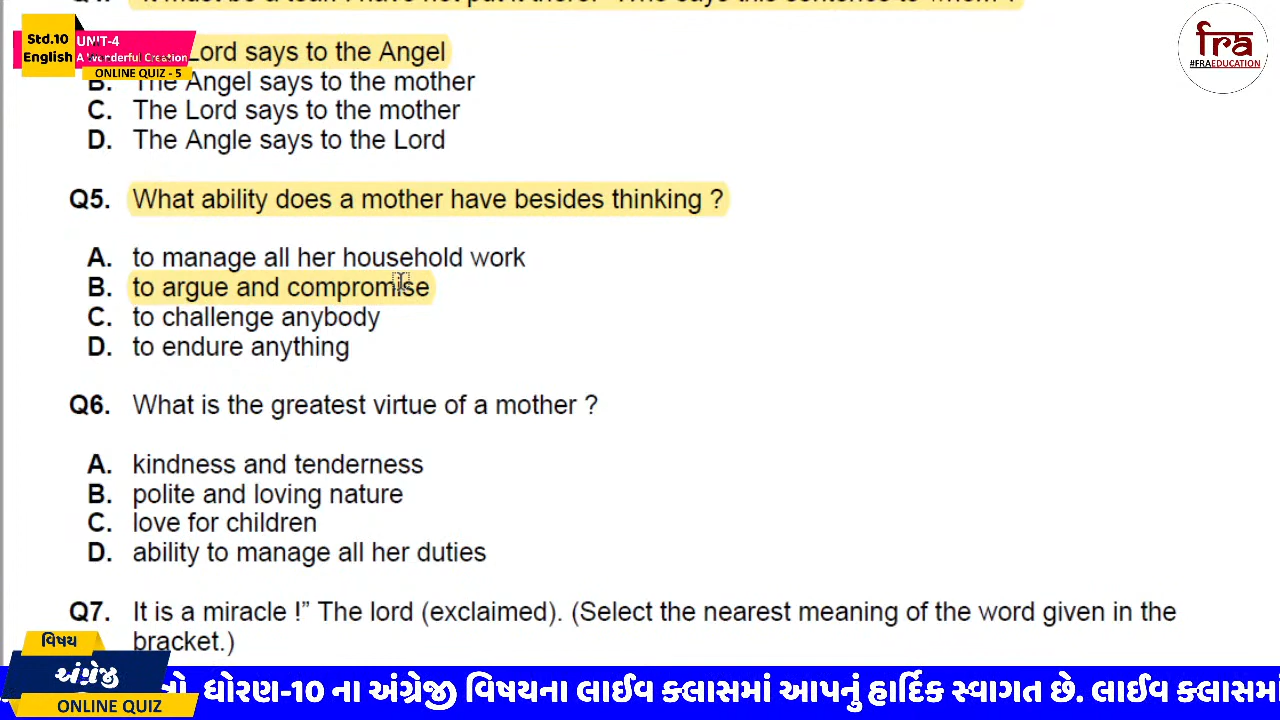 Std.10
English
UNIT-4
A Wonderful Creation
ONLINE QUIZ - 5
Lord says to the Angel
B. The Angel says to the mother
C. The Lord says to the mother
D. The Angle says to the Lord
Q5. What ability does a mother have besides thinking ?
A. to manage all her household work
B. to argue and compromise
C. to challenge anybody
D. to endure anything
Q6. What is the greatest virtue of a mother ?
A. kindness and tenderness
B. polite and loving nature
C. love for children
D. ability to manage all her duties
Q7. It is a miracle !” The lord (exclaimed). (Select the nearest meaning of the word given in the
bracket.)
fra
#FRAEDUCATION
વિષય
અંગ્રેજી
ONLINE QUIZ
ધોરણ-10 ના અંગ્રેજી વિષયના લાઈવ ક્લાસમાં આપનું હાર્દિક સ્વાગત છે. લાઈવ ક્લાસમાં